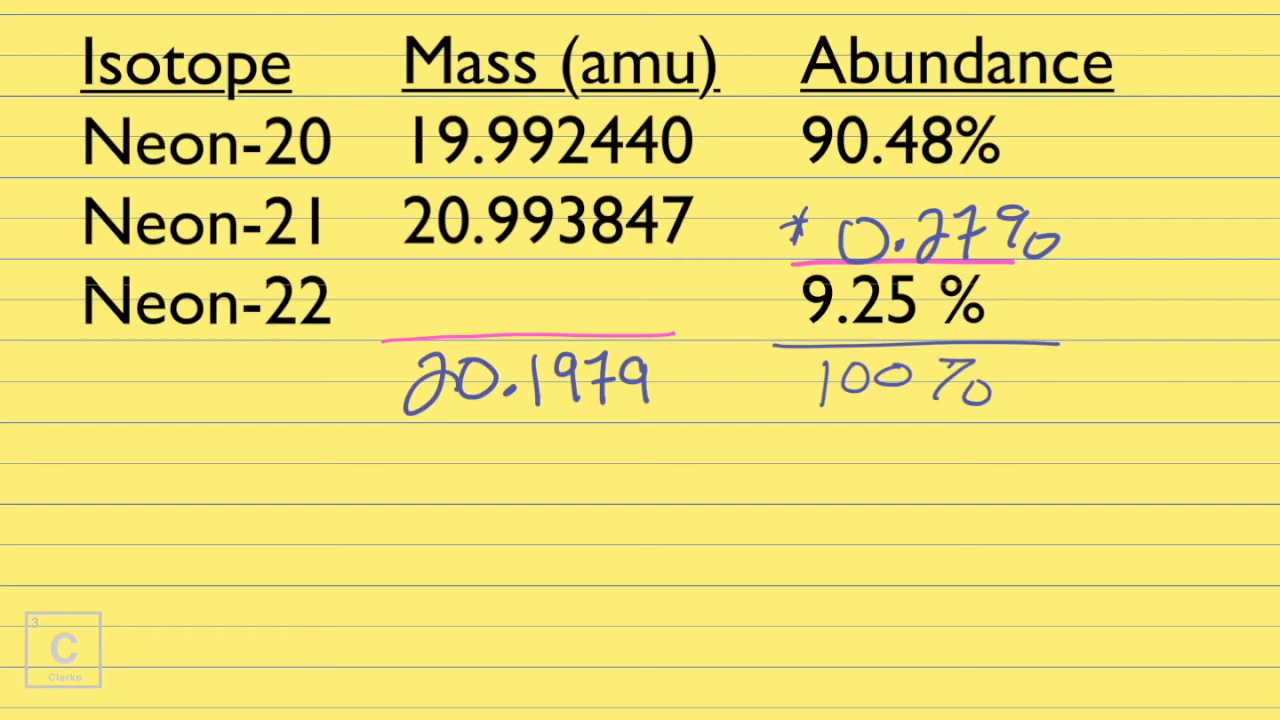 Isotope Mass (amu) Abundance
Neon-20 19.992440 90.48%
Neon-21 20.993847 * 0.27%
Neon-22 9.25 %
20.1979 100%
3
C
Clarke